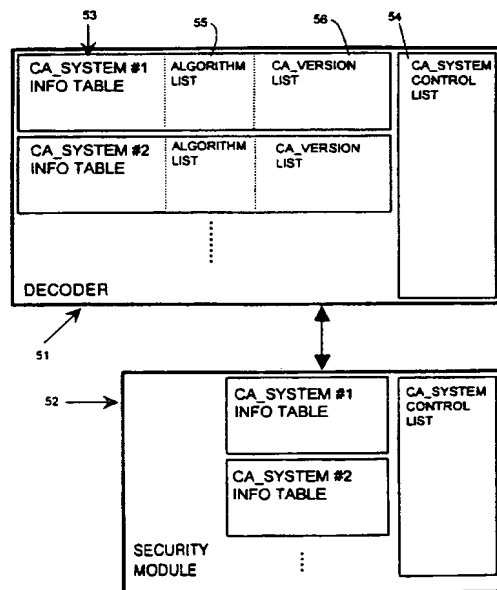 53
55
56
54
CA_SYSTEM #1
INFO TABLE
ALGORITHM
LIST
CA_VERSION
LIST
CA_SYSTEM
CONTROL
LIST
CA_SYSTEM #2
INFO TABLE
ALGORITHM
LIST
CA_VERSION
LIST
DECODER
51
52
CA_SYSTEM #1
INFO TABLE
CA_SYSTEM
CONTROL
LIST
CA_SYSTEM #2
INFO TABLE
SECURITY
MODULE